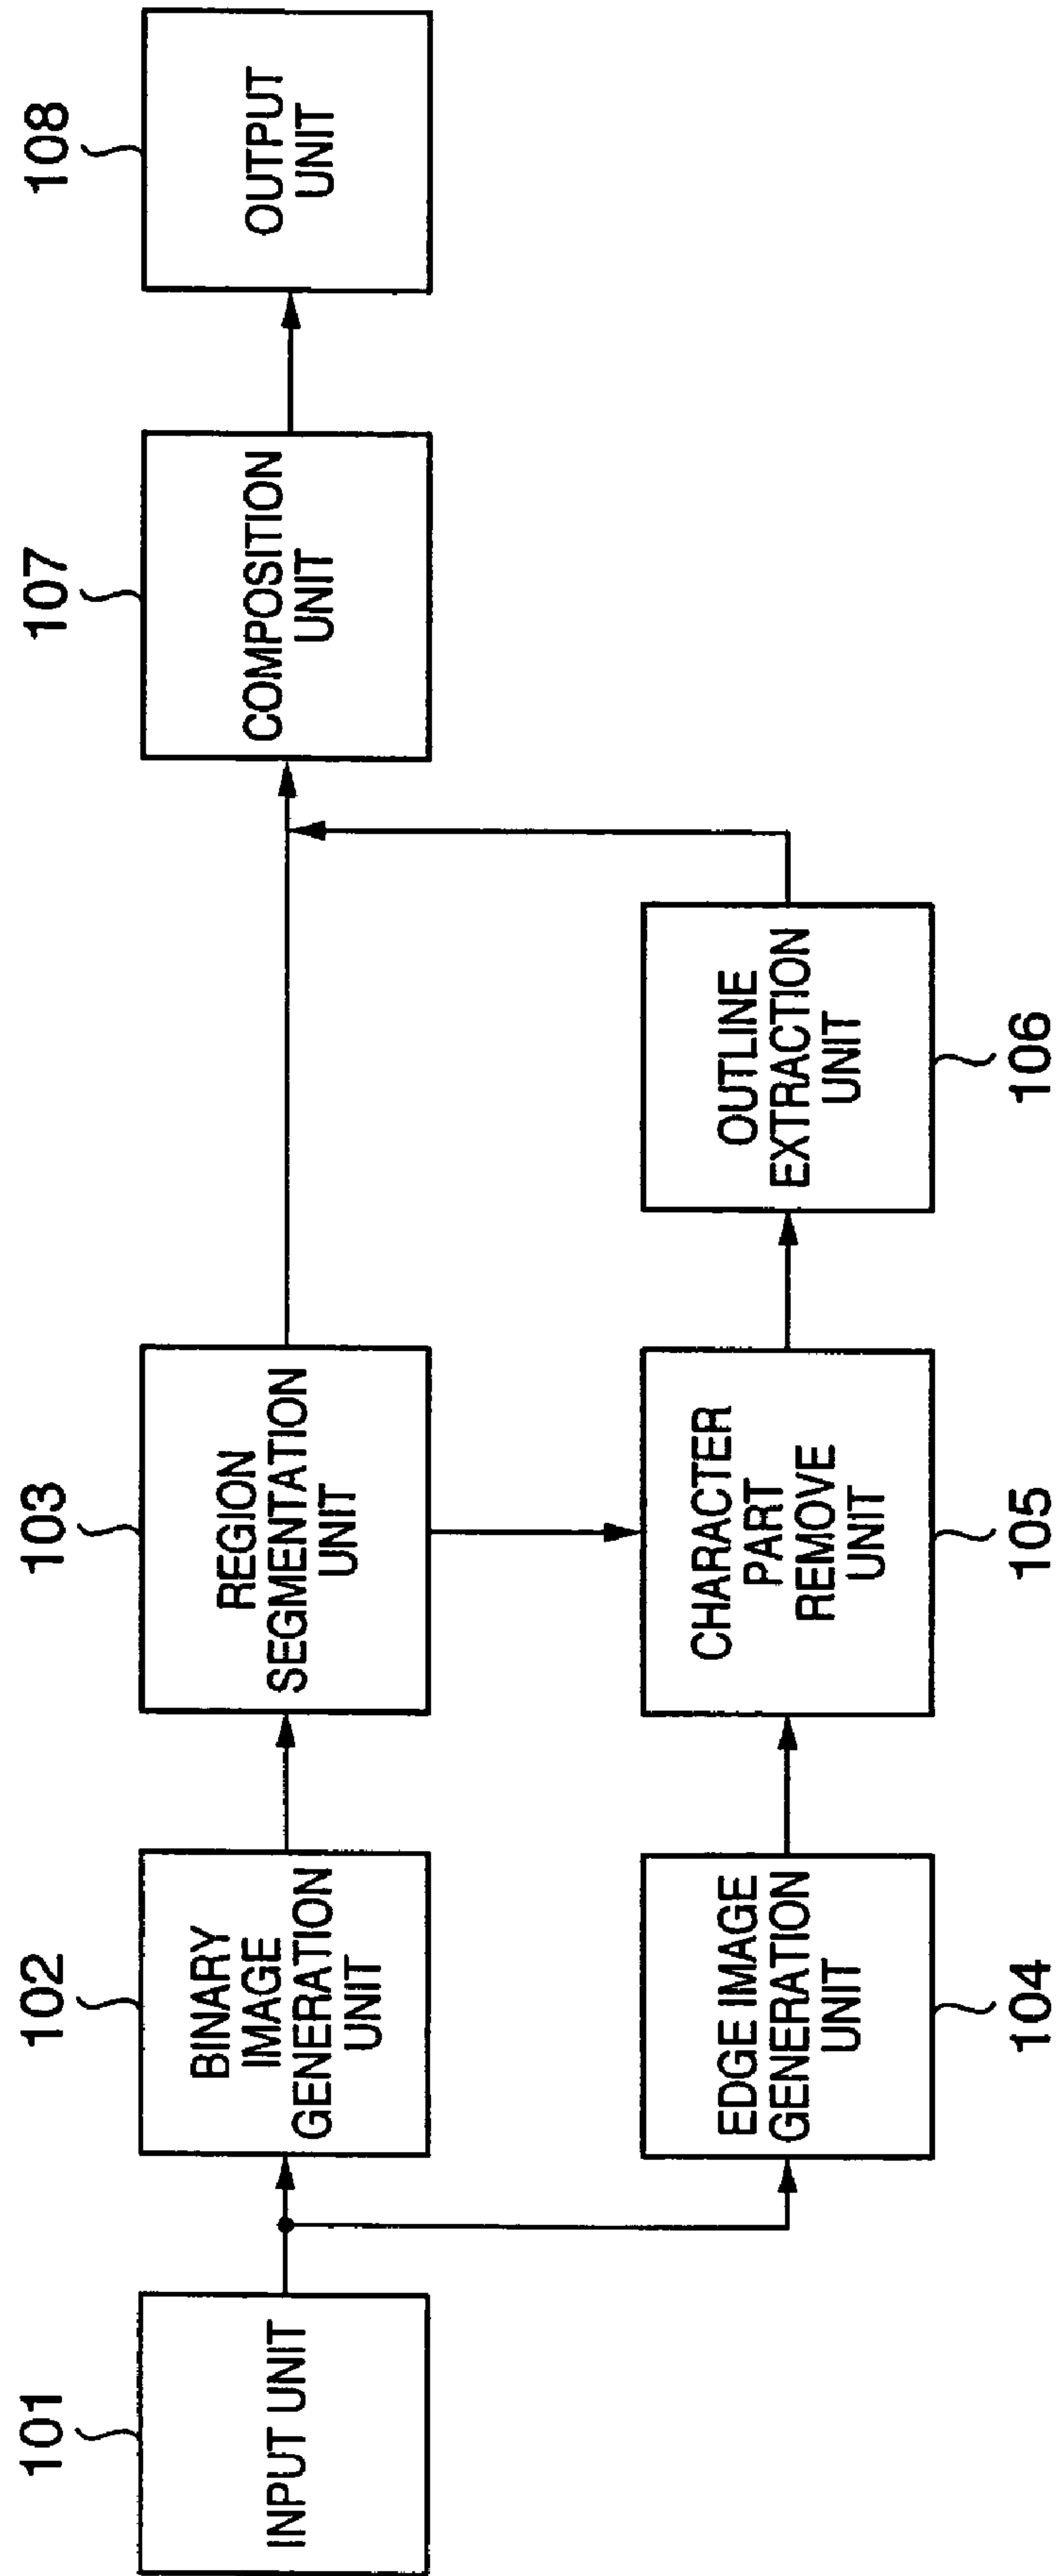 101
INPUT UNIT
102
BINARY
IMAGE
GENERATION
UNIT
103
REGION
SEGMENTATION
UNIT
107
COMPOSITION
UNIT
108
OUTPUT
UNIT
EDGE IMAGE
GENERATION
UNIT
104
CHARACTER
PART
REMOVE
UNIT
105
OUTLINE
EXTRACTION
UNIT
106